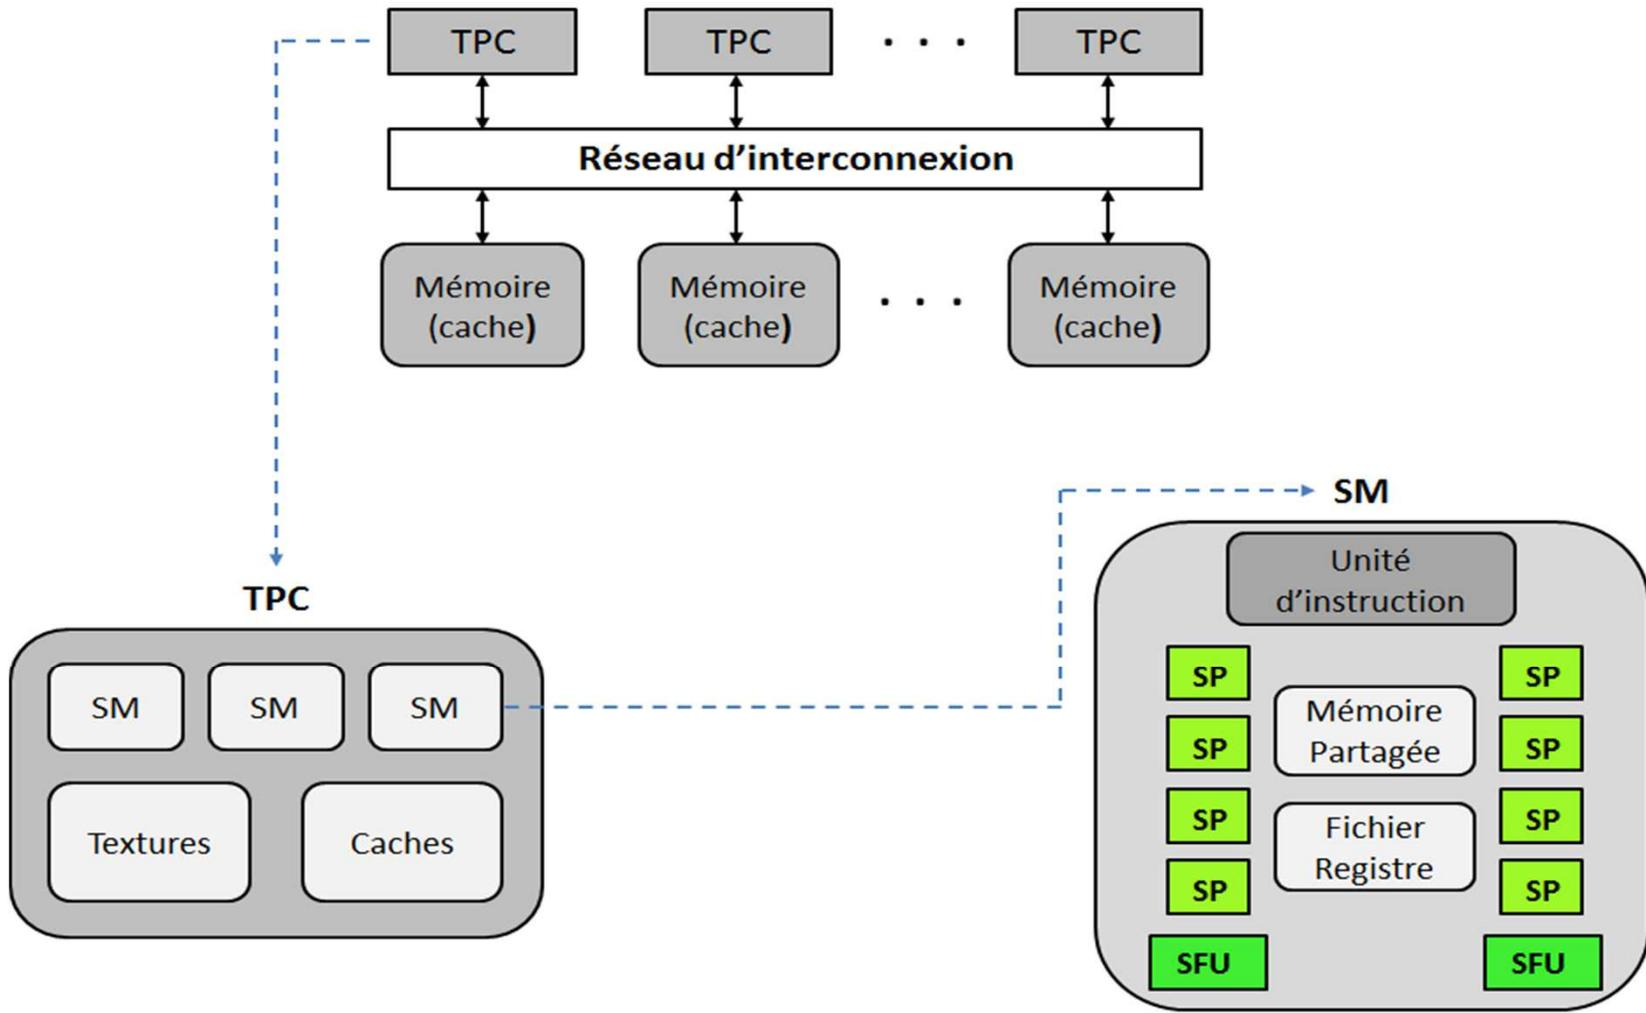 TPC TPC . . . TPC
Réseau d'interconnexion
Mémoire Mémoire . . . Mémoire
(cache) (cache) (cache)
TPC
SM SM SM
Textures Caches
SM
Unité
d'instruction
SP SP
Mémoire
Partagée
SP SP
Fichier
Registre
SP SP
SP SP
SFU SFU